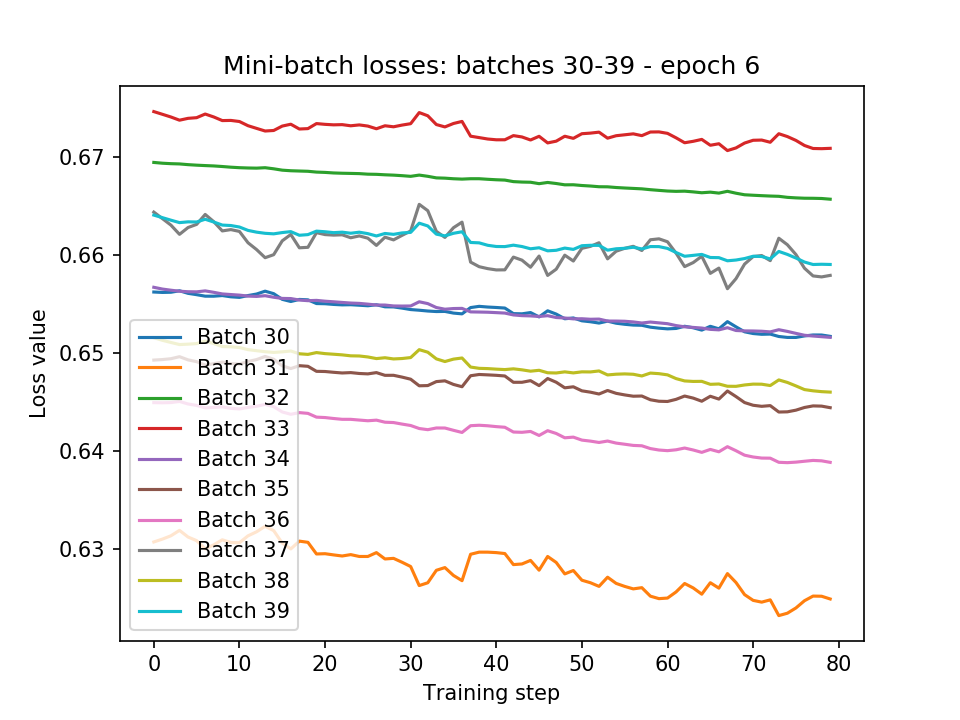 Mini-batch losses: batches 30-39 - epoch 6
Loss value
0.67
0.66
0.65
0.64
0.63
Batch 30
Batch 31
Batch 32
Batch 33
Batch 34
Batch 35
Batch 36
Batch 37
Batch 38
Batch 39
0 10 20 30 40 50 60 70 80
Training step